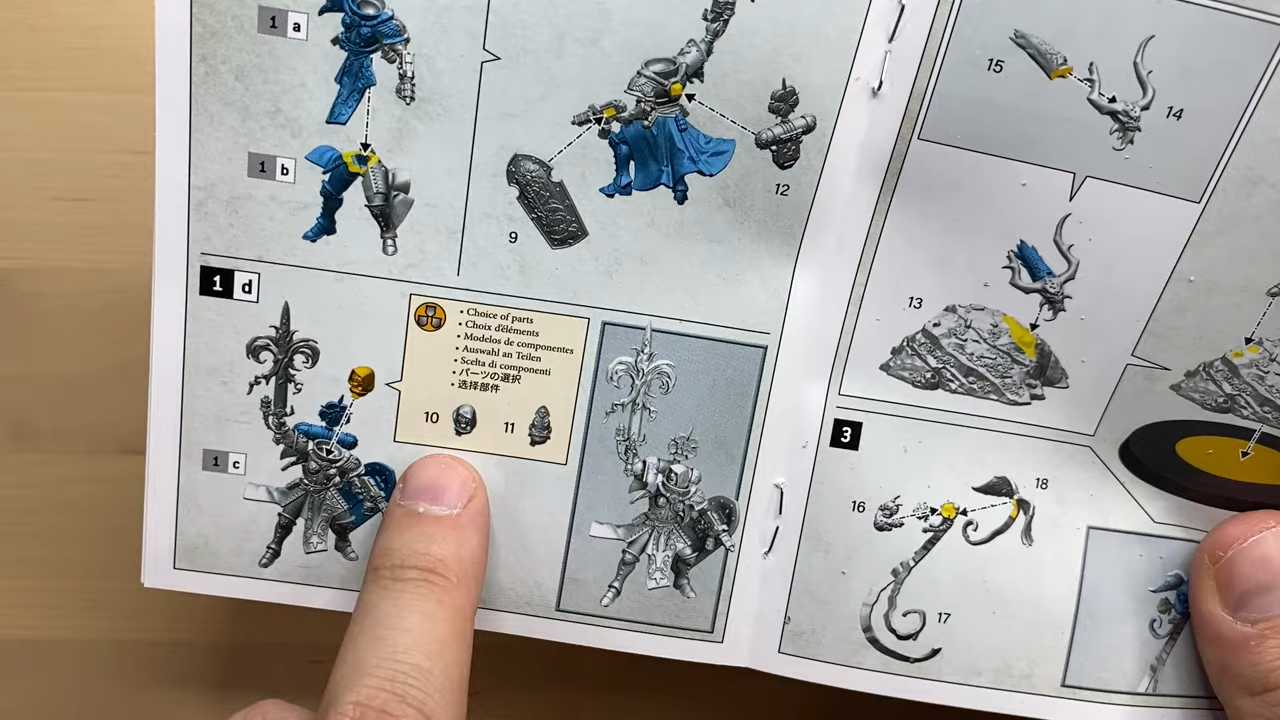 1 a
1 b
9
12
1 d
• Choice of parts
• Choix d'éléments
• Modelos de componentes
• Auswahl an Teilen
• Scelta di componenti
• パーツの選択
• 选择部件
10
11
1 c
15
14
13
3
16
18
17